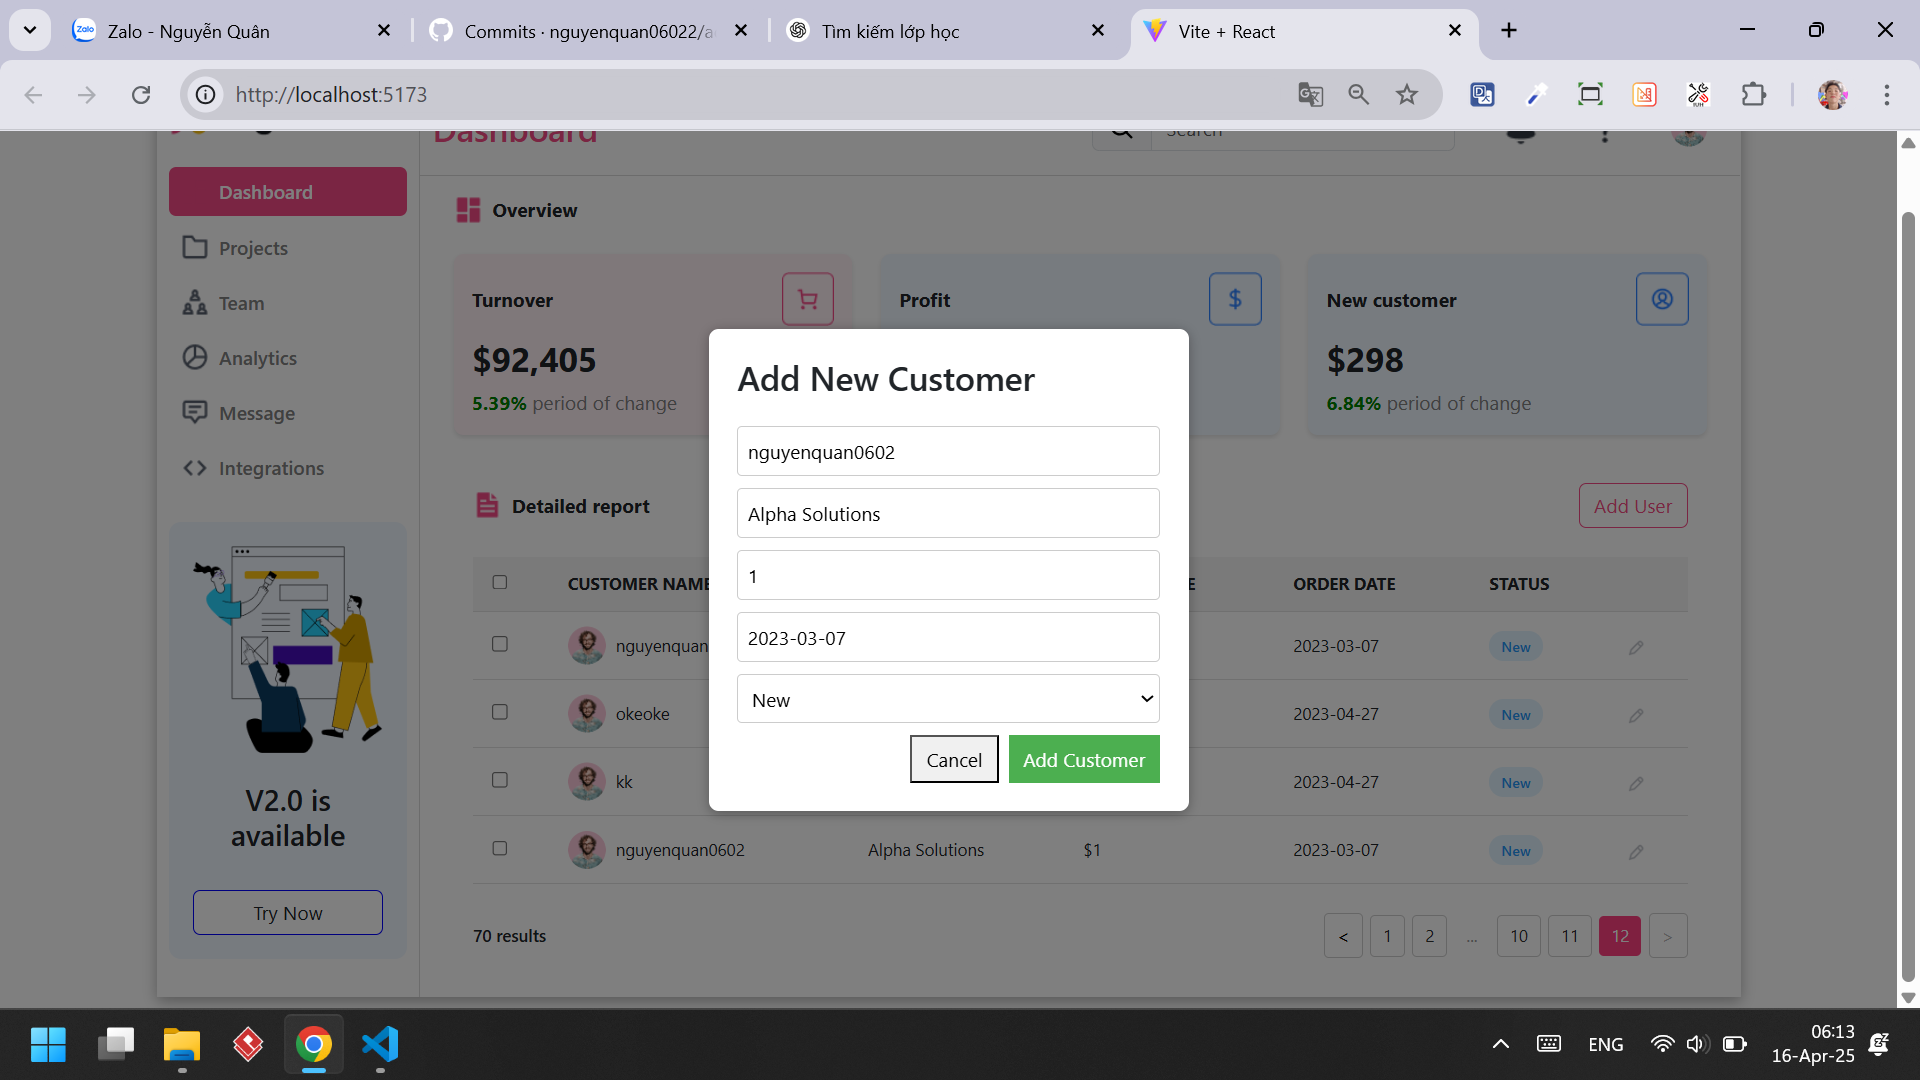 Zalo - Nguyễn Quân
Commits · nguyenquan06022/a
Tìm kiếm lớp học
Vite + React
http://localhost:5173
Dashboard
Search
Dashboard
Projects
Team
Analytics
Message
Integrations
V2.0 is
available
Try Now
Overview
Turnover
$92,405
5.39% period of change
Profit
New customer
$298
6.84% period of change
Detailed report
Add User
CUSTOMER NAME
E
ORDER DATE
STATUS
nguyenquan
2023-03-07
New
okeoke
2023-04-27
New
kk
2023-04-27
New
nguyenquan0602
Alpha Solutions
$1
2023-03-07
New
70 results
<
1
2
...
10
11
12
>
Add New Customer
nguyenquan0602
Alpha Solutions
1
2023-03-07
New
Cancel
Add Customer
ENG
06:13
16-Apr-25